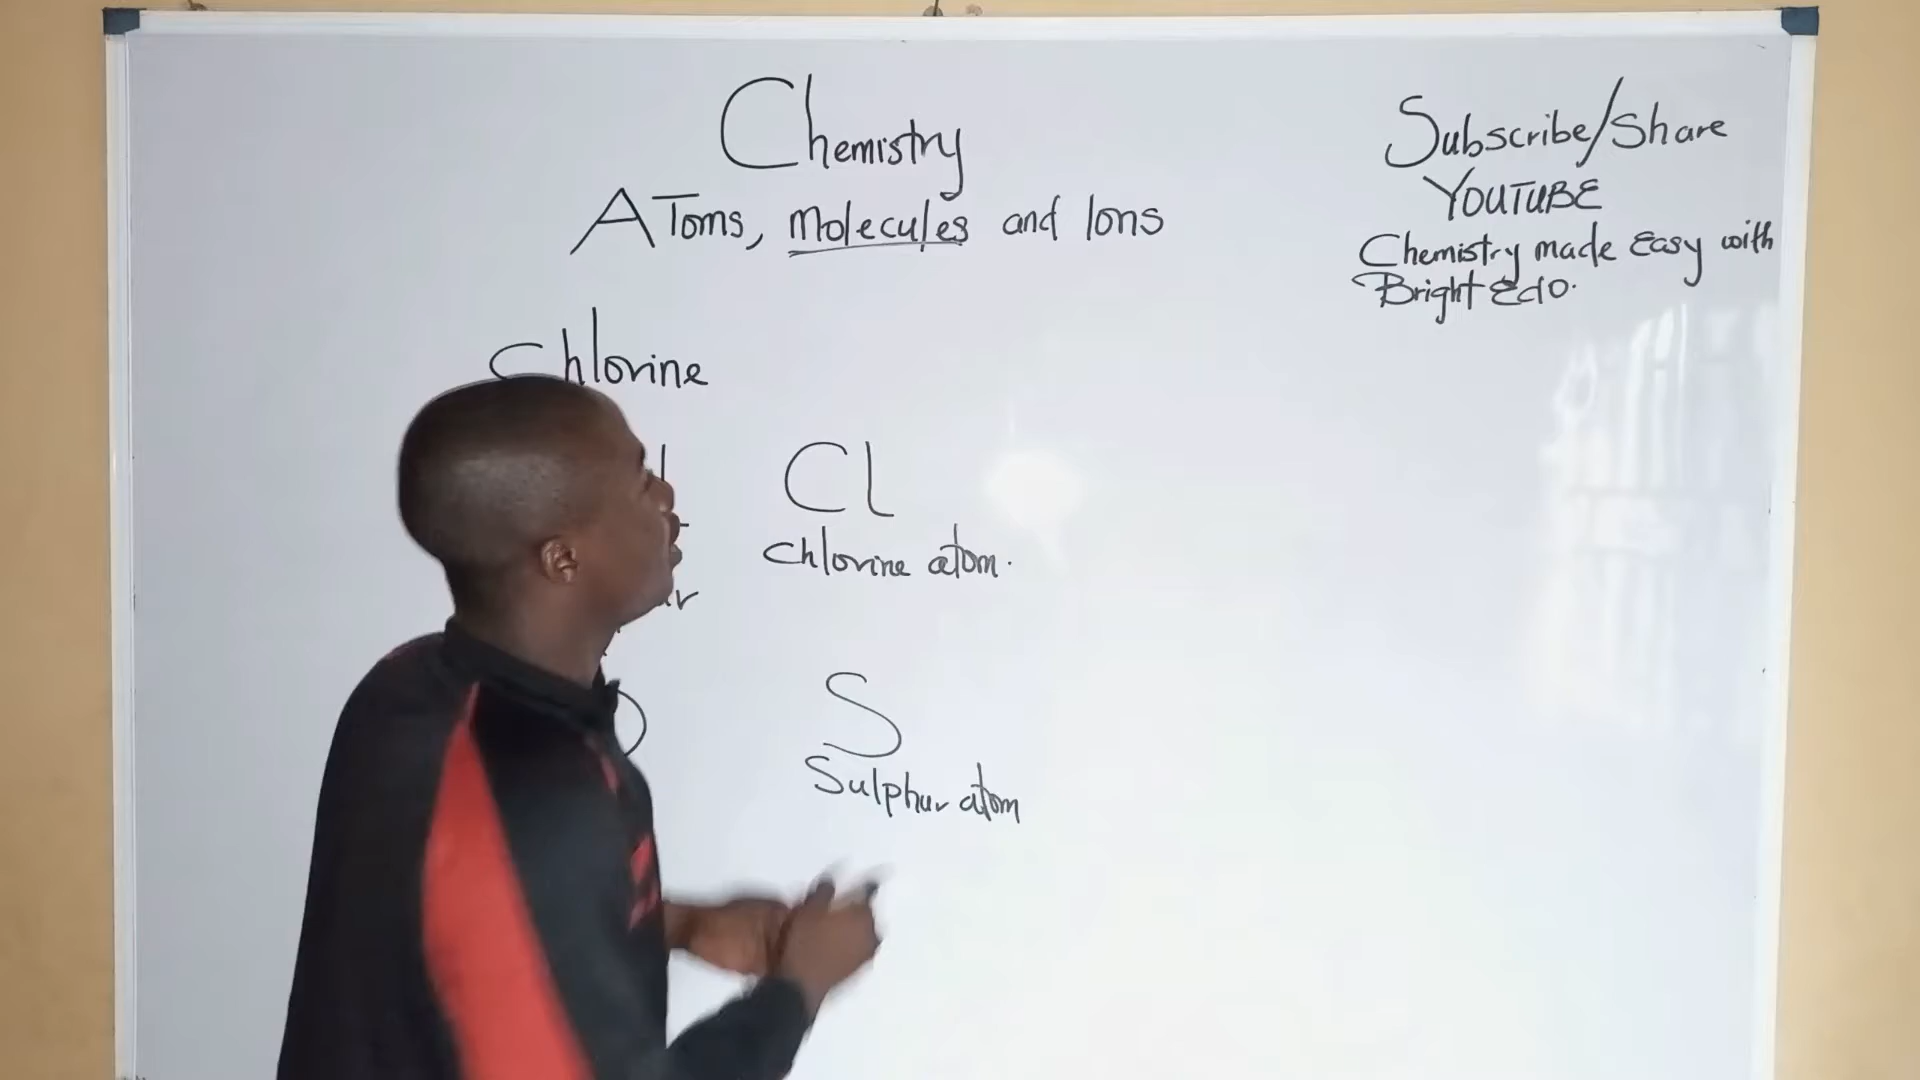 Chemistry
AToms, molecules and Ions
Subscribe/Share
YOUTUBE
Chemistry made Easy with
Bright Edo.
Chlorine
Cl
Chlorine atom.
S
Sulphur atom